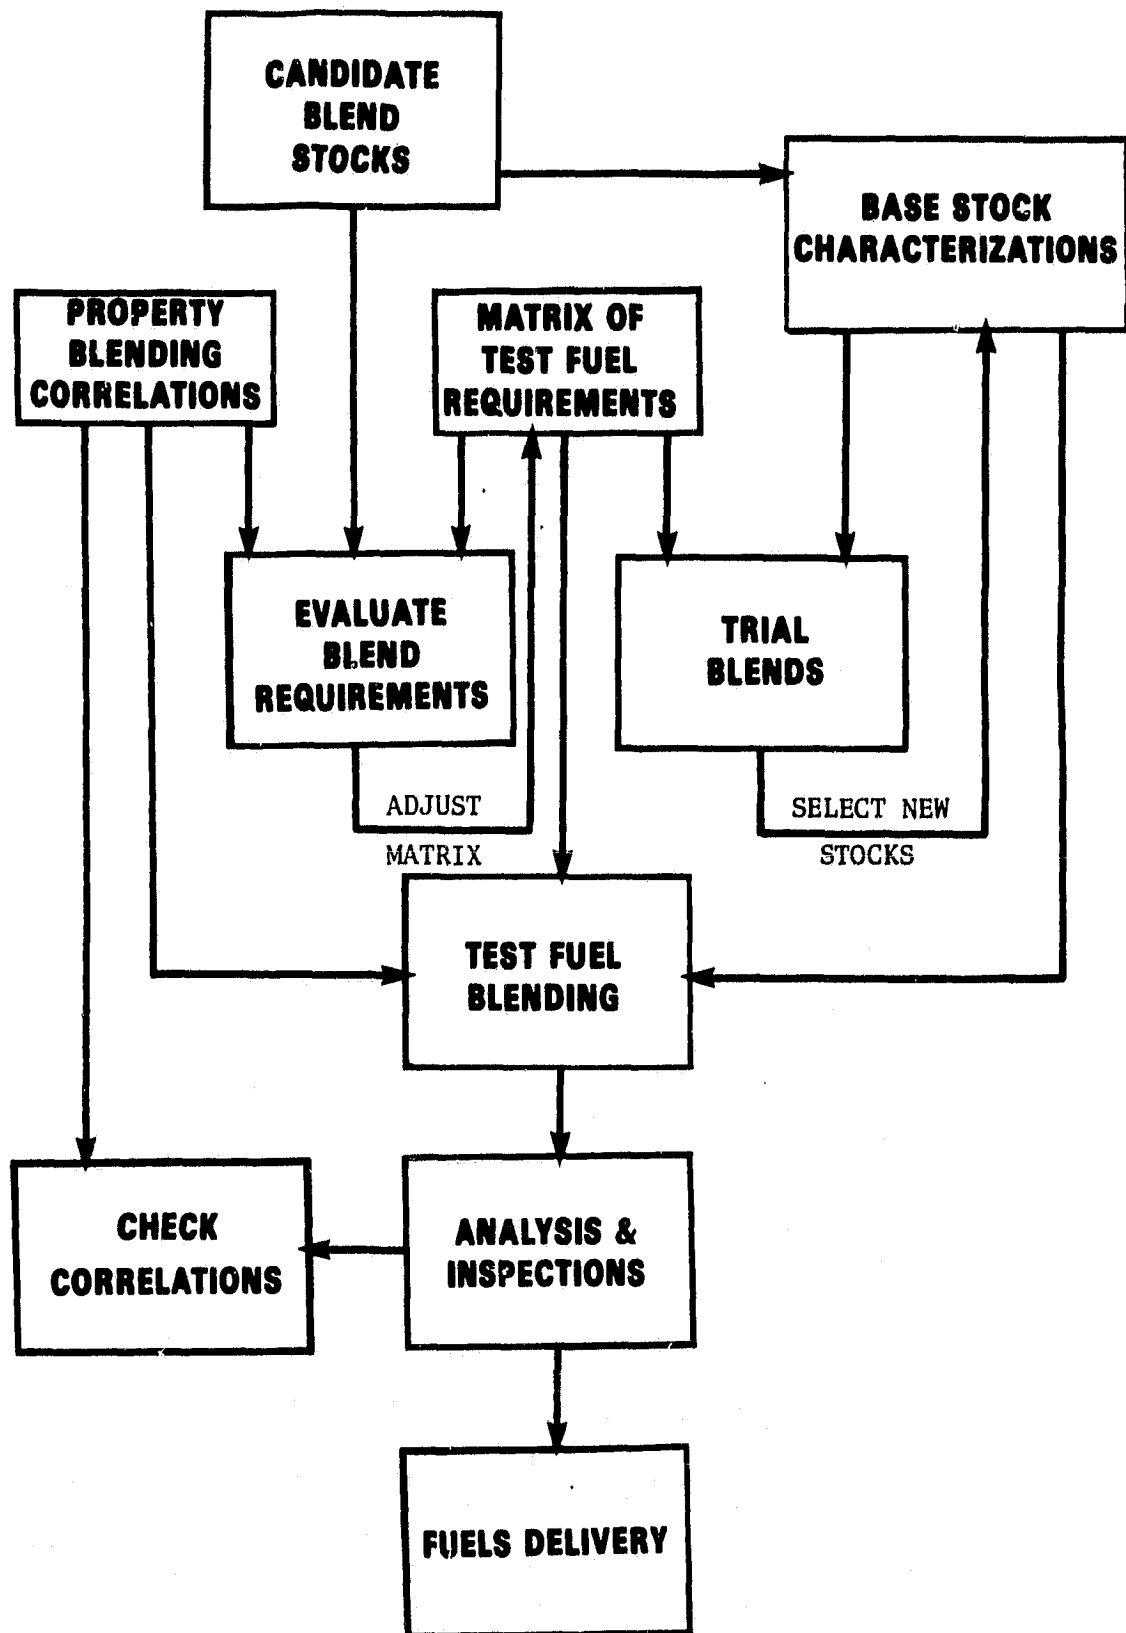 CANDIDATE
BLEND
STOCKS
BASE STOCK
CHARACTERIZATIONS
PROPERTY
BLENDING
CORRELATIONS
MATRIX OF
TEST FUEL
REQUIREMENTS
EVALUATE
BLEND
REQUIREMENTS
TRIAL
BLENDS
ADJUST
MATRIX
SELECT NEW
STOCKS
TEST FUEL
BLENDING
CHECK
CORRELATIONS
ANALYSIS &
INSPECTIONS
FUELS DELIVERY